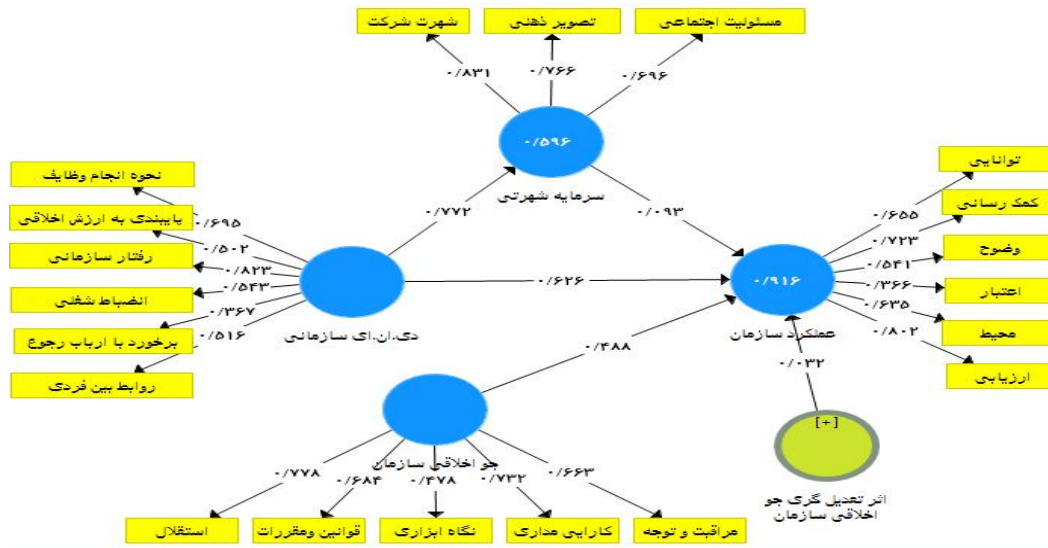 شهرت شرکت
تصویر ذهنی
مسئولیت اجتماعی
۰/۸۳۱
۰/۷۶۶
۰/۶۹۶
۰/۵۹۶
سرمایه شهرتی
نحوه انجام وظایف
پایبندی به ارزش اخلاقی
رفتار سازمانی
انضباط شغلی
برخورد با ارباب رجوع
روابط بین فردی
۰/۶۹۵
۰/۵۰۲
۰/۸۲۳
۰/۵۴۳
۰/۳۶۷
۰/۵۱۶
دی.ان.ای سازمانی
۰/۷۷۲
۰/۰۹۳
۰/۶۲۶
۰/۴۸۸
۰/۰۳۲
۰/۹۱۶
عملکرد سازمان
۰/۶۵۵
۰/۷۲۳
۰/۵۴۱
۰/۳۶۶
۰/۶۳۵
۰/۸۰۲
توانایی
کمک رسانی
وضوح
اعتبار
محیط
ارزیابی
جو اخلاقی سازمان
۰/۷۷۸
۰/۶۸۴
۰/۴۷۸
۰/۷۳۲
۰/۶۶۳
استقلال
قوانین ومقررات
نگاه ابزاری
کارایی مداری
مراقبت و توجه
[+]
اثر تعدیل گری جو
اخلاقی سازمان